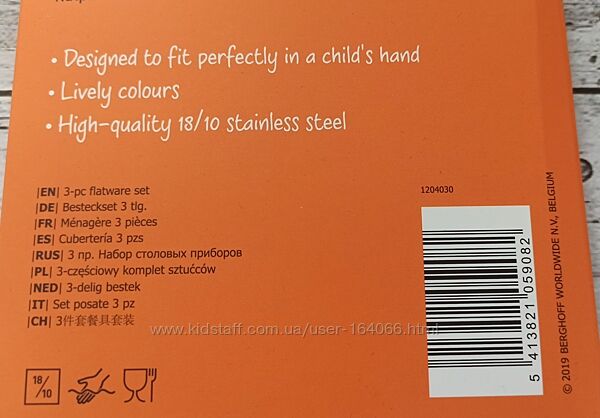 • Designed to fit perfectly in a child's hand
• Lively colours
• High-quality 18/10 stainless steel
|EN| 3-pc flatware set
|DE| Besteckset 3 tlg.
|FR| Ménagère 3 pièces
|ES| Cubertería 3 pzs
|RUS| 3 пр. Набор столовых приборов
|PL| 3-częściowy komplet sztućców
|NED| 3-delig bestek
|IT| Set posate 3 pz
|CH| 3件套餐具套装
1204030
5 413821 059082
© 2019 BERGHOFF WORLDWIDE N.V., BELGIUM
www.kidstaff.com.ua/user-164066.html
18/10